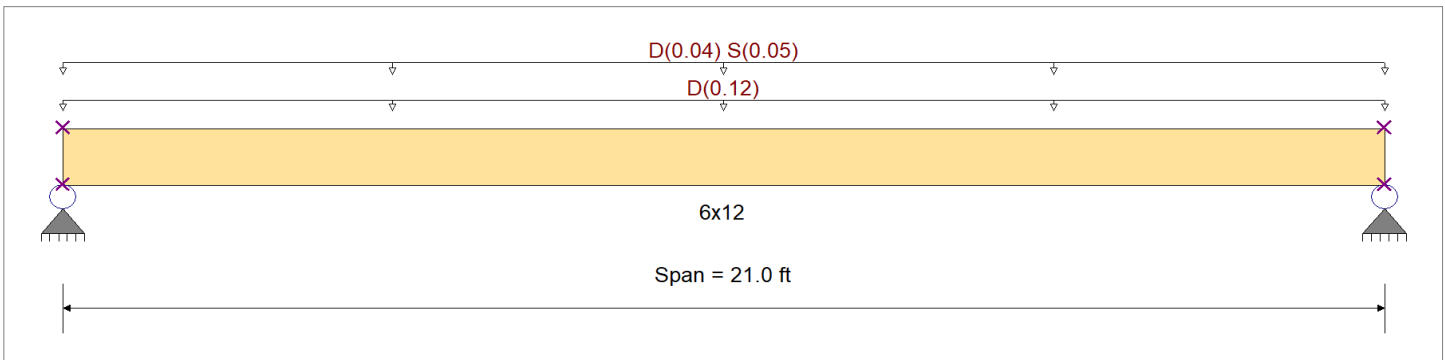 D(0.04) S(0.05)
D(0.12)
6x12
Span = 21.0 ft